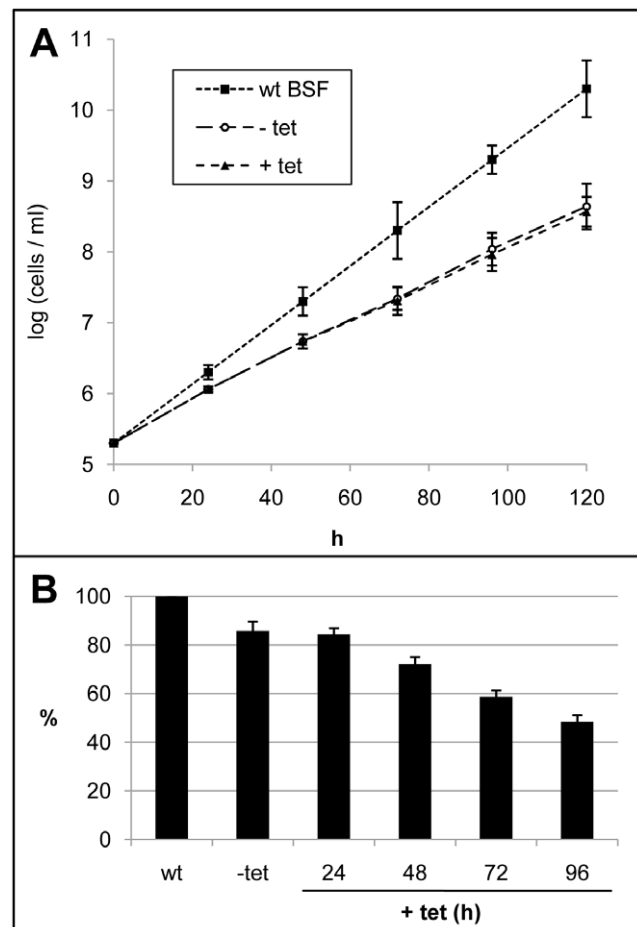 A
wt BSF
- tet
+ tet
log (cells / ml)
11
10
9
8
7
6
5
0 20 40 60 80 100 120
h
B
%
100
80
60
40
20
0
wt -tet 24 48 72 96
+ tet (h)